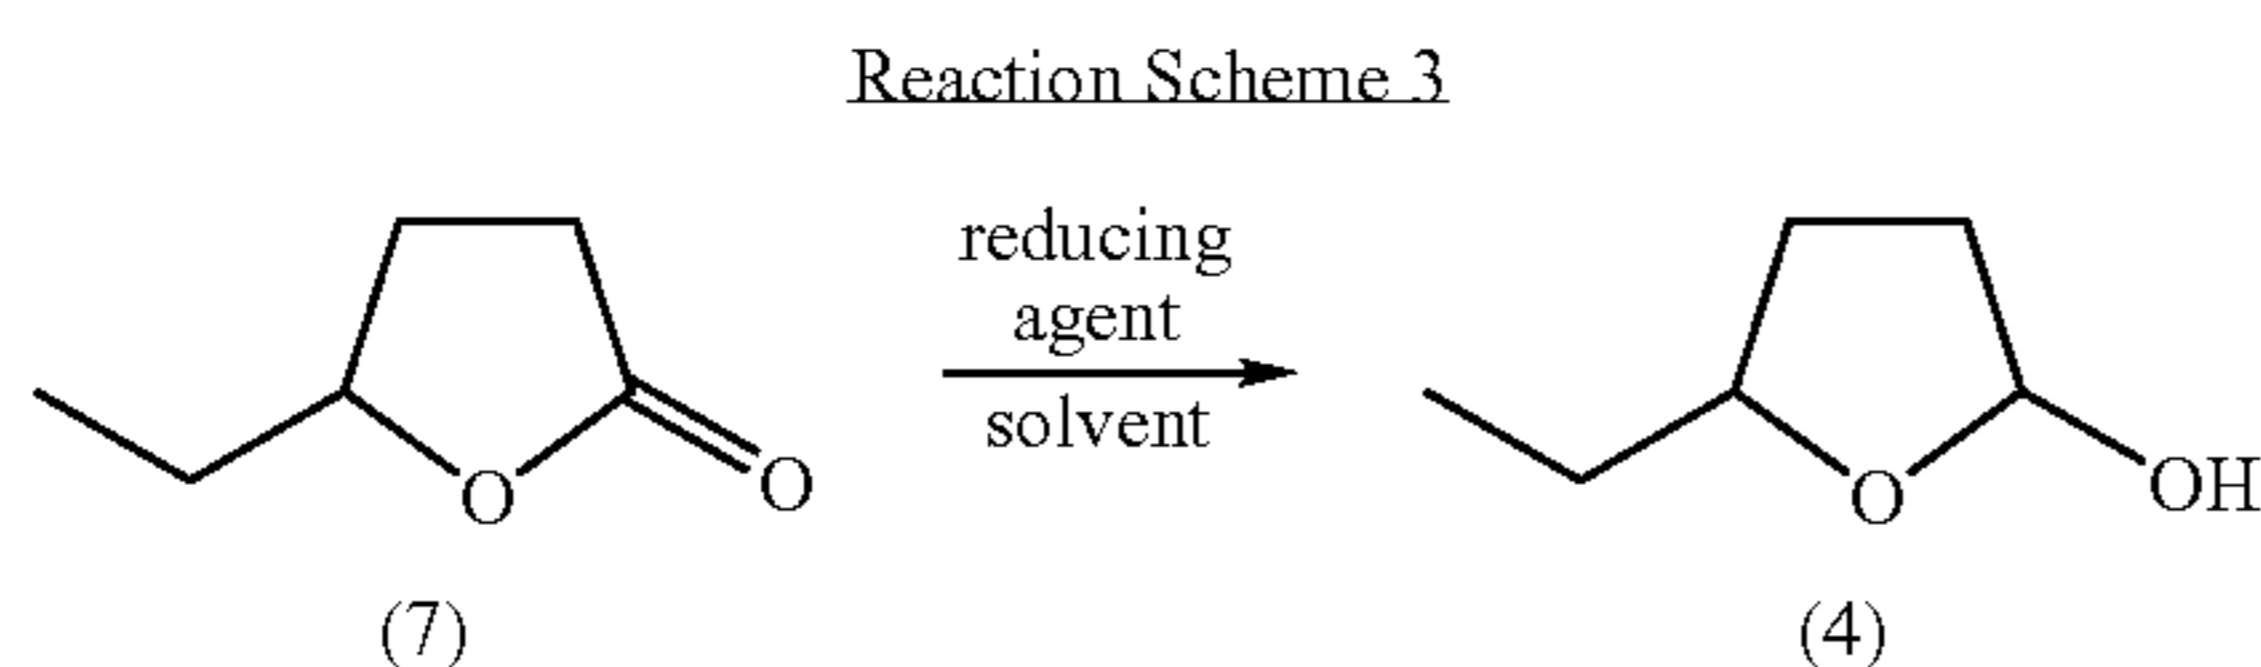 Reaction Scheme 3
reducing
agent
solvent
O
O
O
OH
(7)
(4)